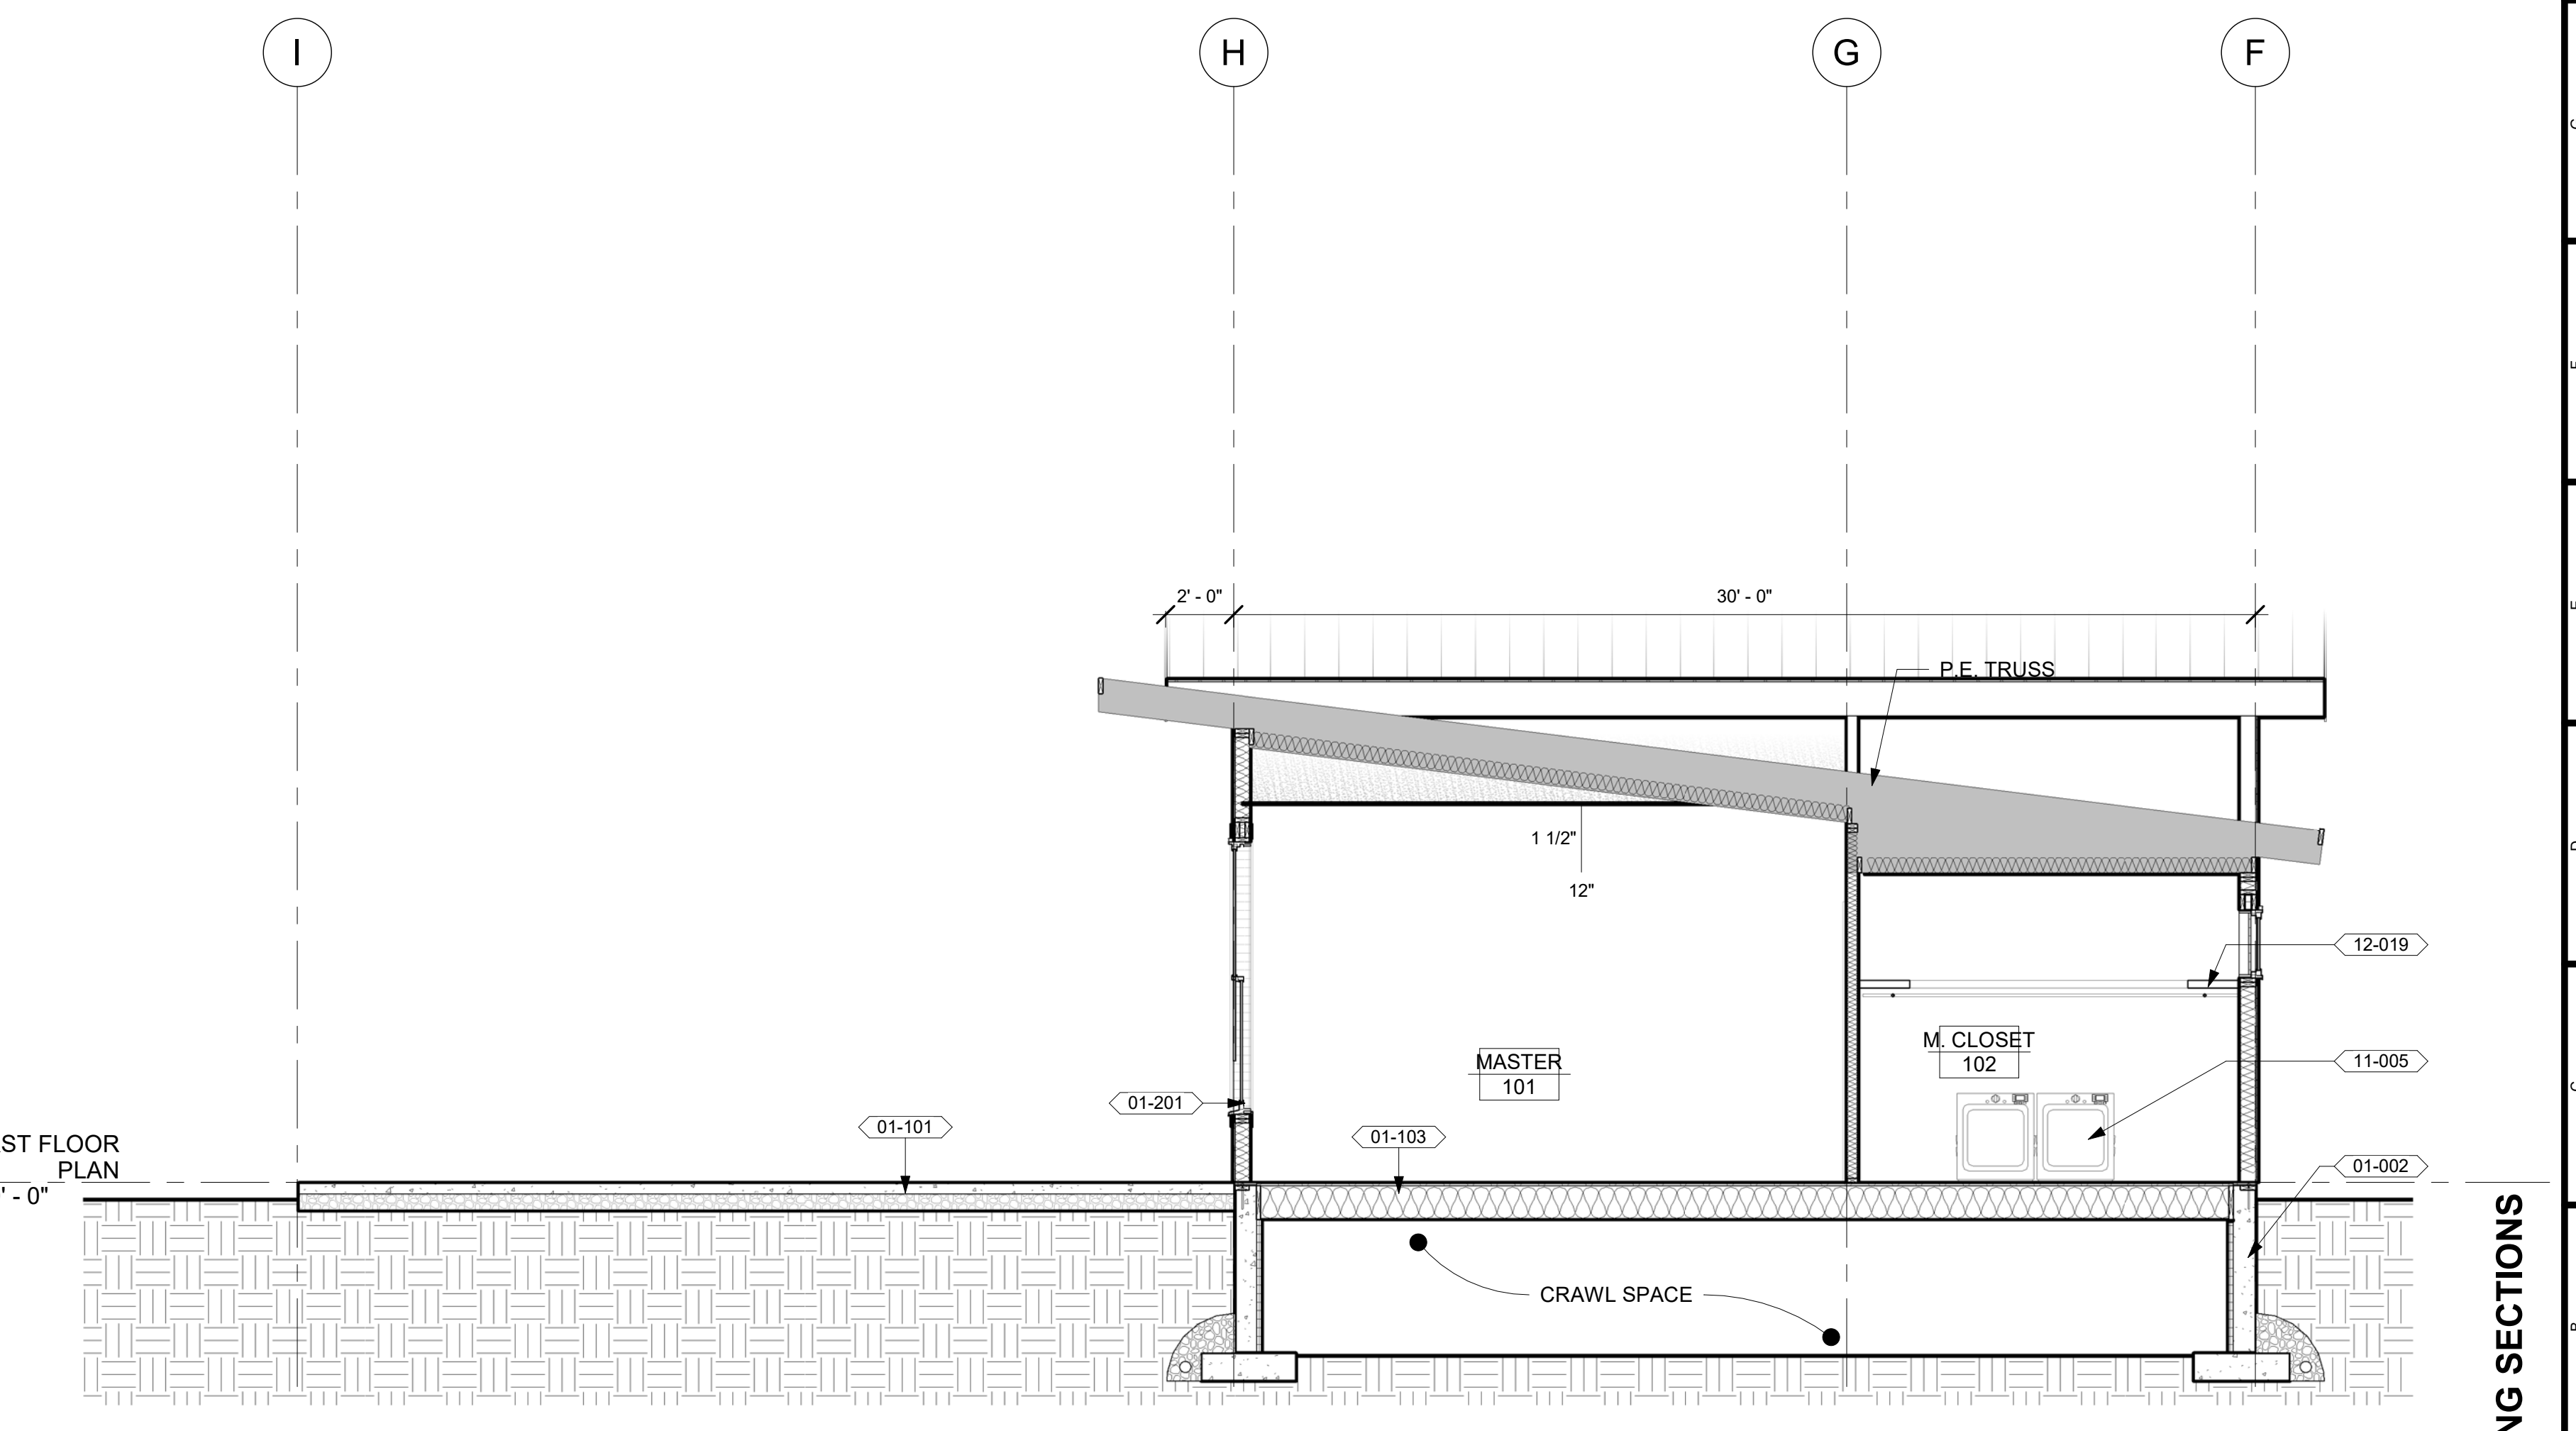 I
H
G
F
2' - 0"
30' - 0"
P.E. TRUSS
1 1/2"
12"
12-019
M. CLOSET
102
11-005
MASTER
101
01-201
01-101
01-103
01-002
ST FLOOR
PLAN
' - 0"
CRAWL SPACE
NG SECTIONS